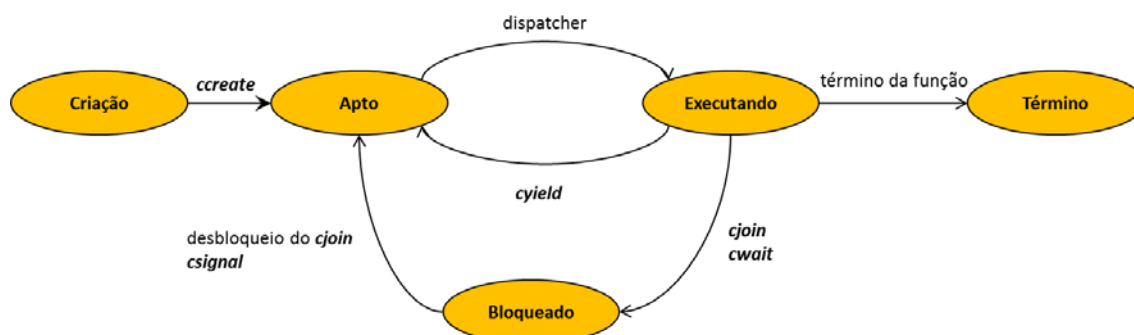 dispatcher
ccreate
término da função
Criação
Apto
Executando
Término
cyield
desbloqueio do cjoin
csignal
cjoin
cwait
Bloqueado